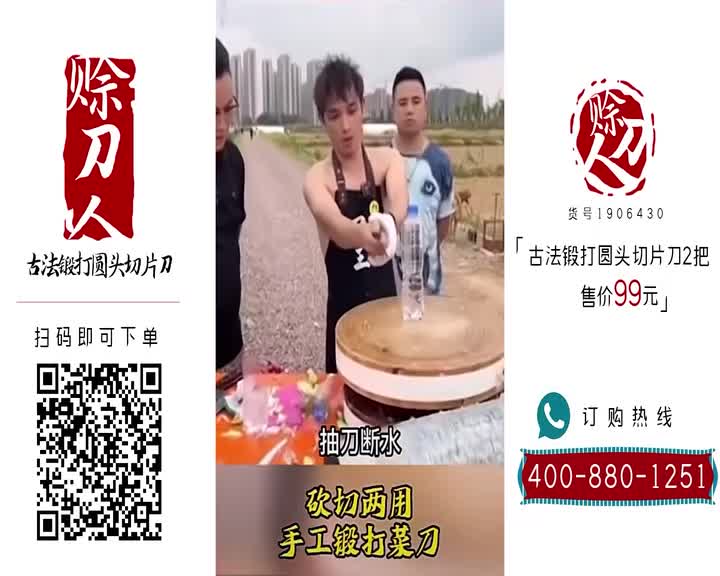 赊刀人
古法锻打圆头切片刀
扫码即可下单
王
抽刀断水
砍切两用
手工锻打菜刀
赊刀人
货号1906430
「古法锻打圆头切片刀2把
售价99元」
订购热线
400-880-1251